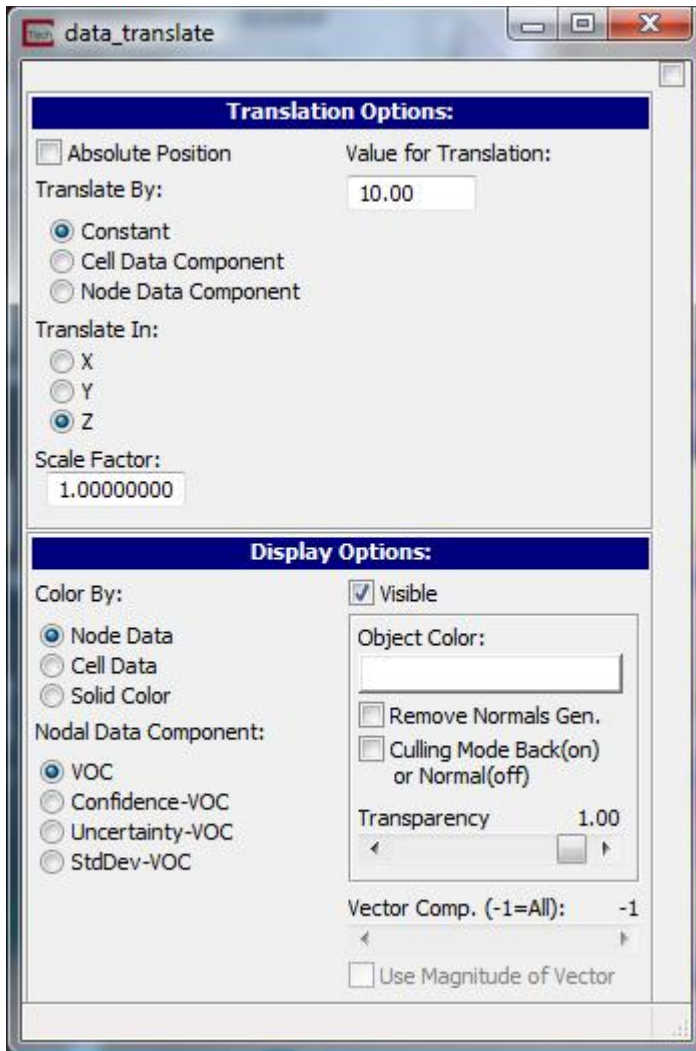 Tech data_translate
Translation Options:
Absolute Position
Value for Translation:
Translate By:
10.00
Constant
Cell Data Component
Node Data Component
Translate In:
X
Y
Z
Scale Factor:
1.00000000
Display Options:
Color By:
Visible
Node Data
Cell Data
Solid Color
Object Color:
Remove Normals Gen.
Nodal Data Component:
Culling Mode Back(on)
or Normal(off)
VOC
Confidence-VOC
Uncertainty-VOC
StdDev-VOC
Transparency 1.00
Vector Comp. (-1=All): -1
Use Magnitude of Vector